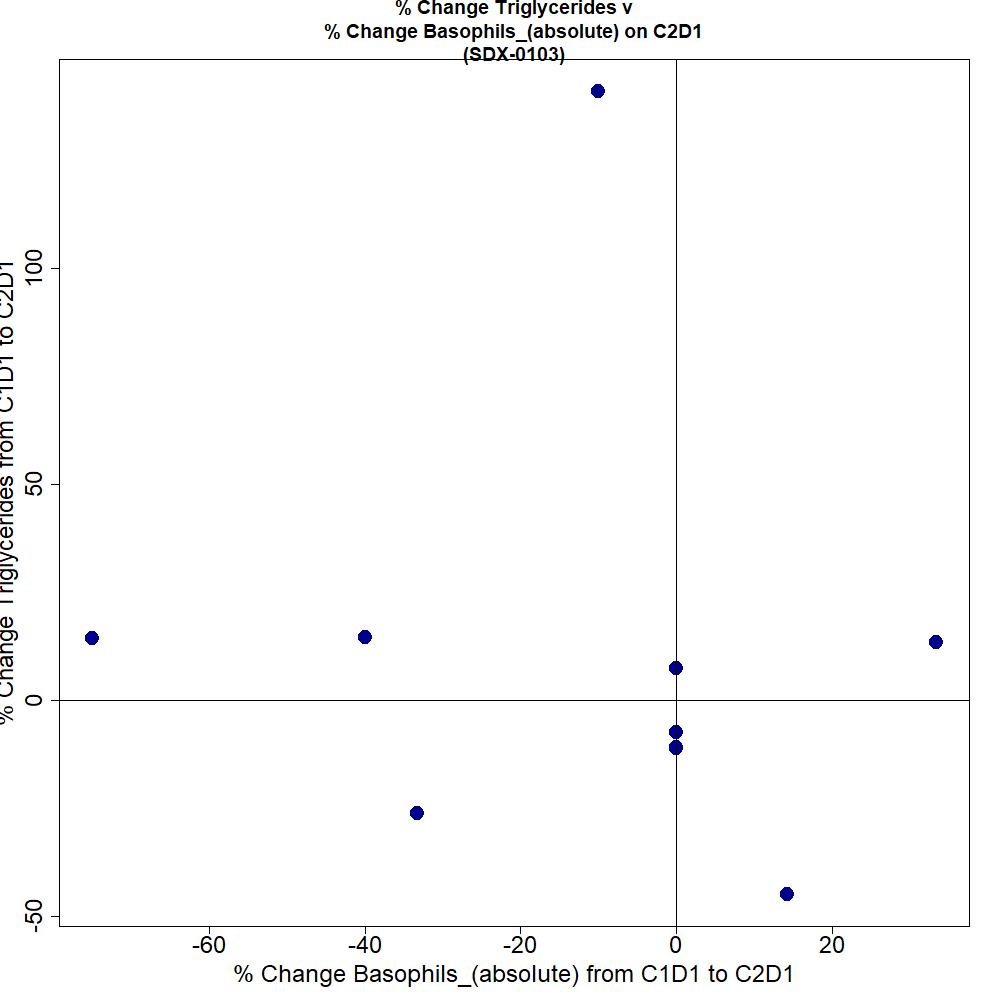 % Change Triglycerides v
% Change Basophils_(absolute) on C2D1
(SDX-0103)
% Change Triglycerides from C1D1 to C2D1
100
50
0
-50
-60
-40
-20
0
20
% Change Basophils_(absolute) from C1D1 to C2D1